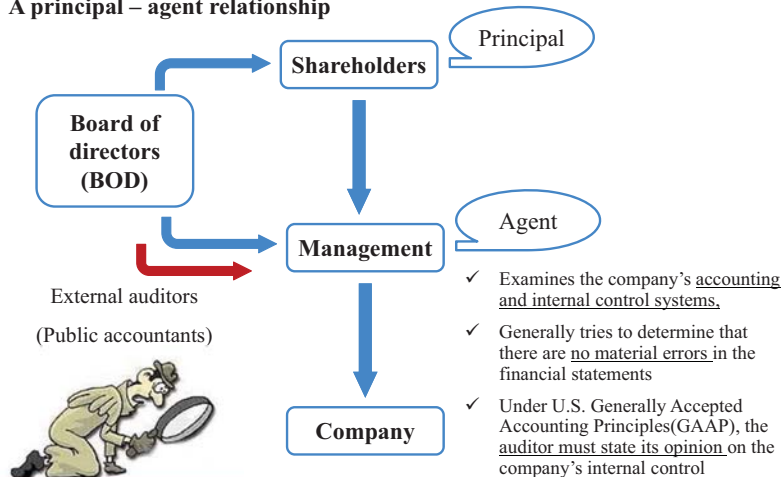 A principal – agent relationship
Principal
Shareholders
Board of
directors
(BOD)
Agent
Management
External auditors
(Public accountants)
✓ Examines the company's accounting
and internal control systems,
✓ Generally tries to determine that
there are no material errors in the
financial statements
✓ Under U.S. Generally Accepted
Accounting Principles(GAAP), the
auditor must state its opinion on the
company's internal control
Company